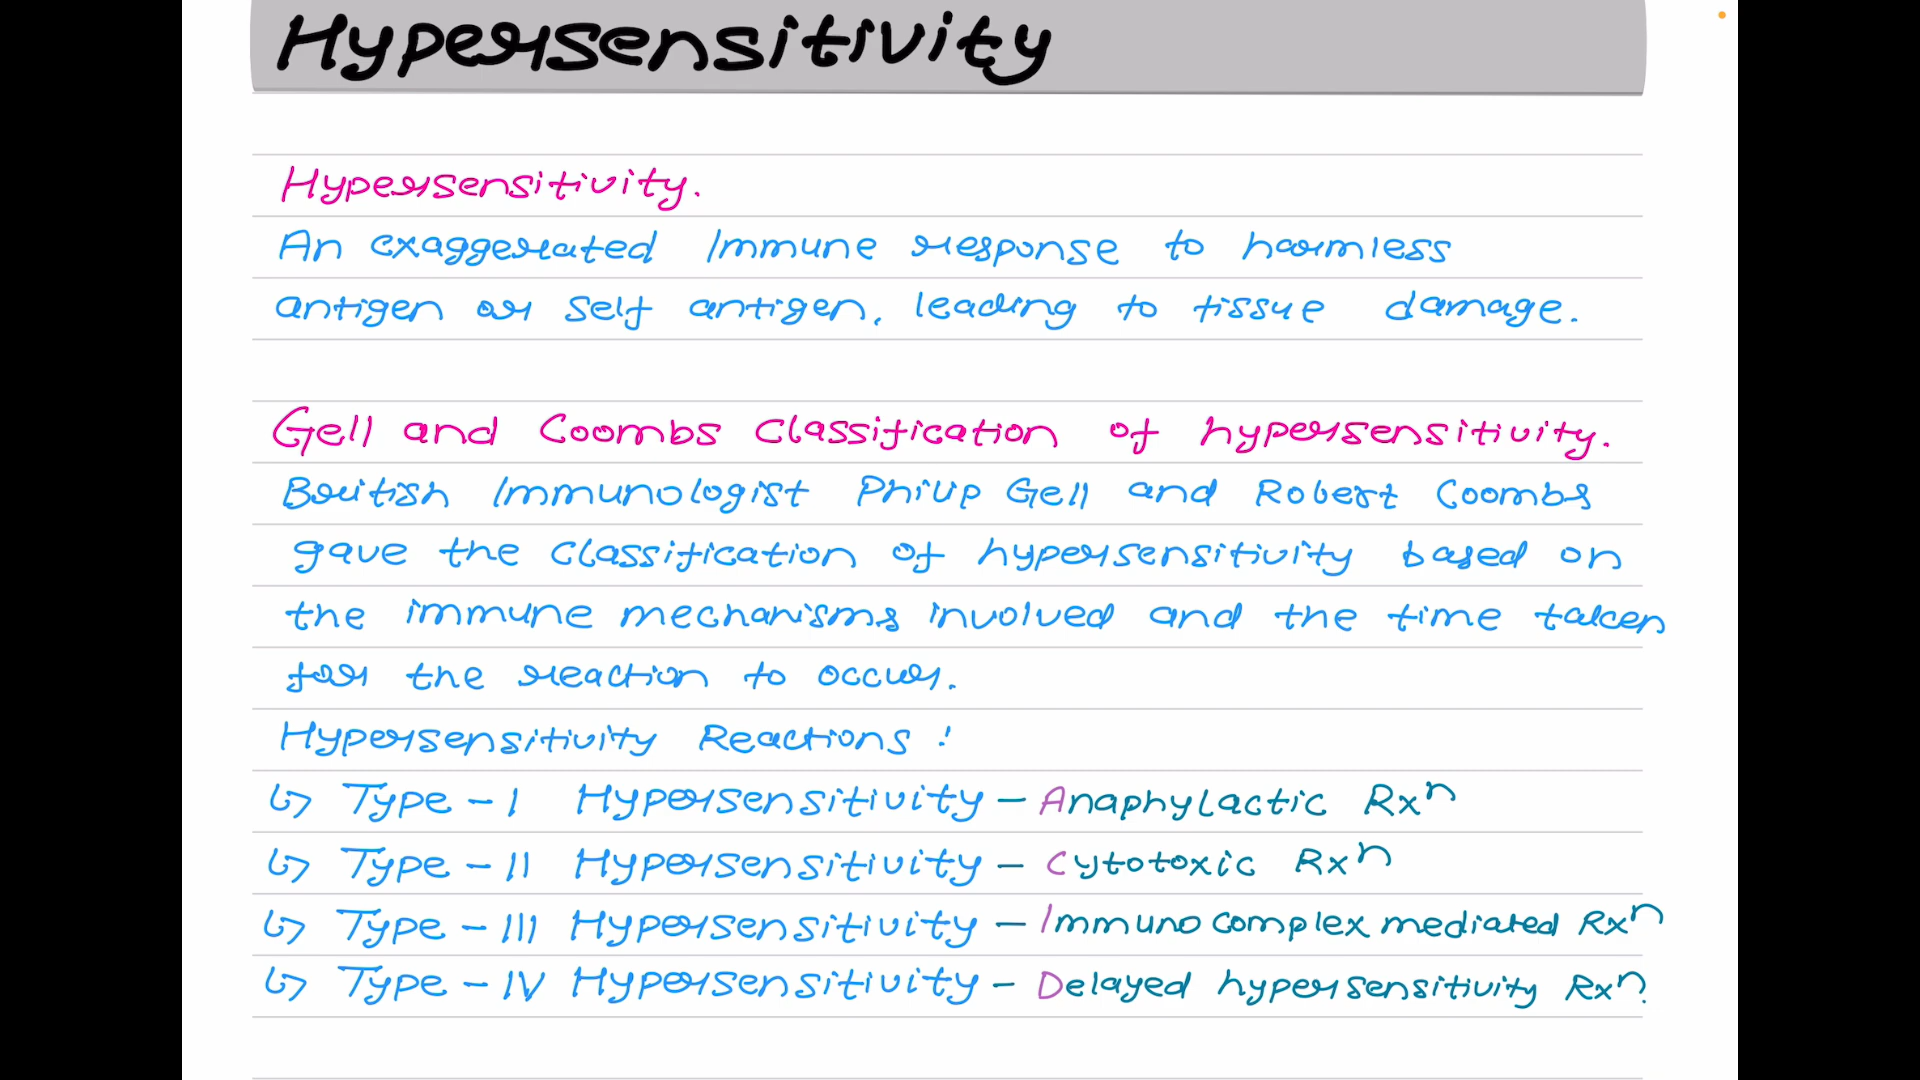 Hypersensitivity
Hypersensitivity.
An exaggerated Immune response to harmless
antigen or self antigen, leading to tissue damage.
Gell and Coombs Classification of hypersensitivity.
British Immunologist Philip Gell and Robert Coombs
gave the classification of hypersensitivity based on
the immune mechanisms involved and the time taken
for the reaction to occur.
Hypersensitivity Reactions :
↳ Type - I Hypersensitivity - Anaphylactic Rxⁿ
↳ Type - II Hypersensitivity - Cytotoxic Rxⁿ
↳ Type - III Hypersensitivity - Immuno complex mediated Rxⁿ
↳ Type - IV Hypersensitivity - Delayed hypersensitivity Rxⁿ.